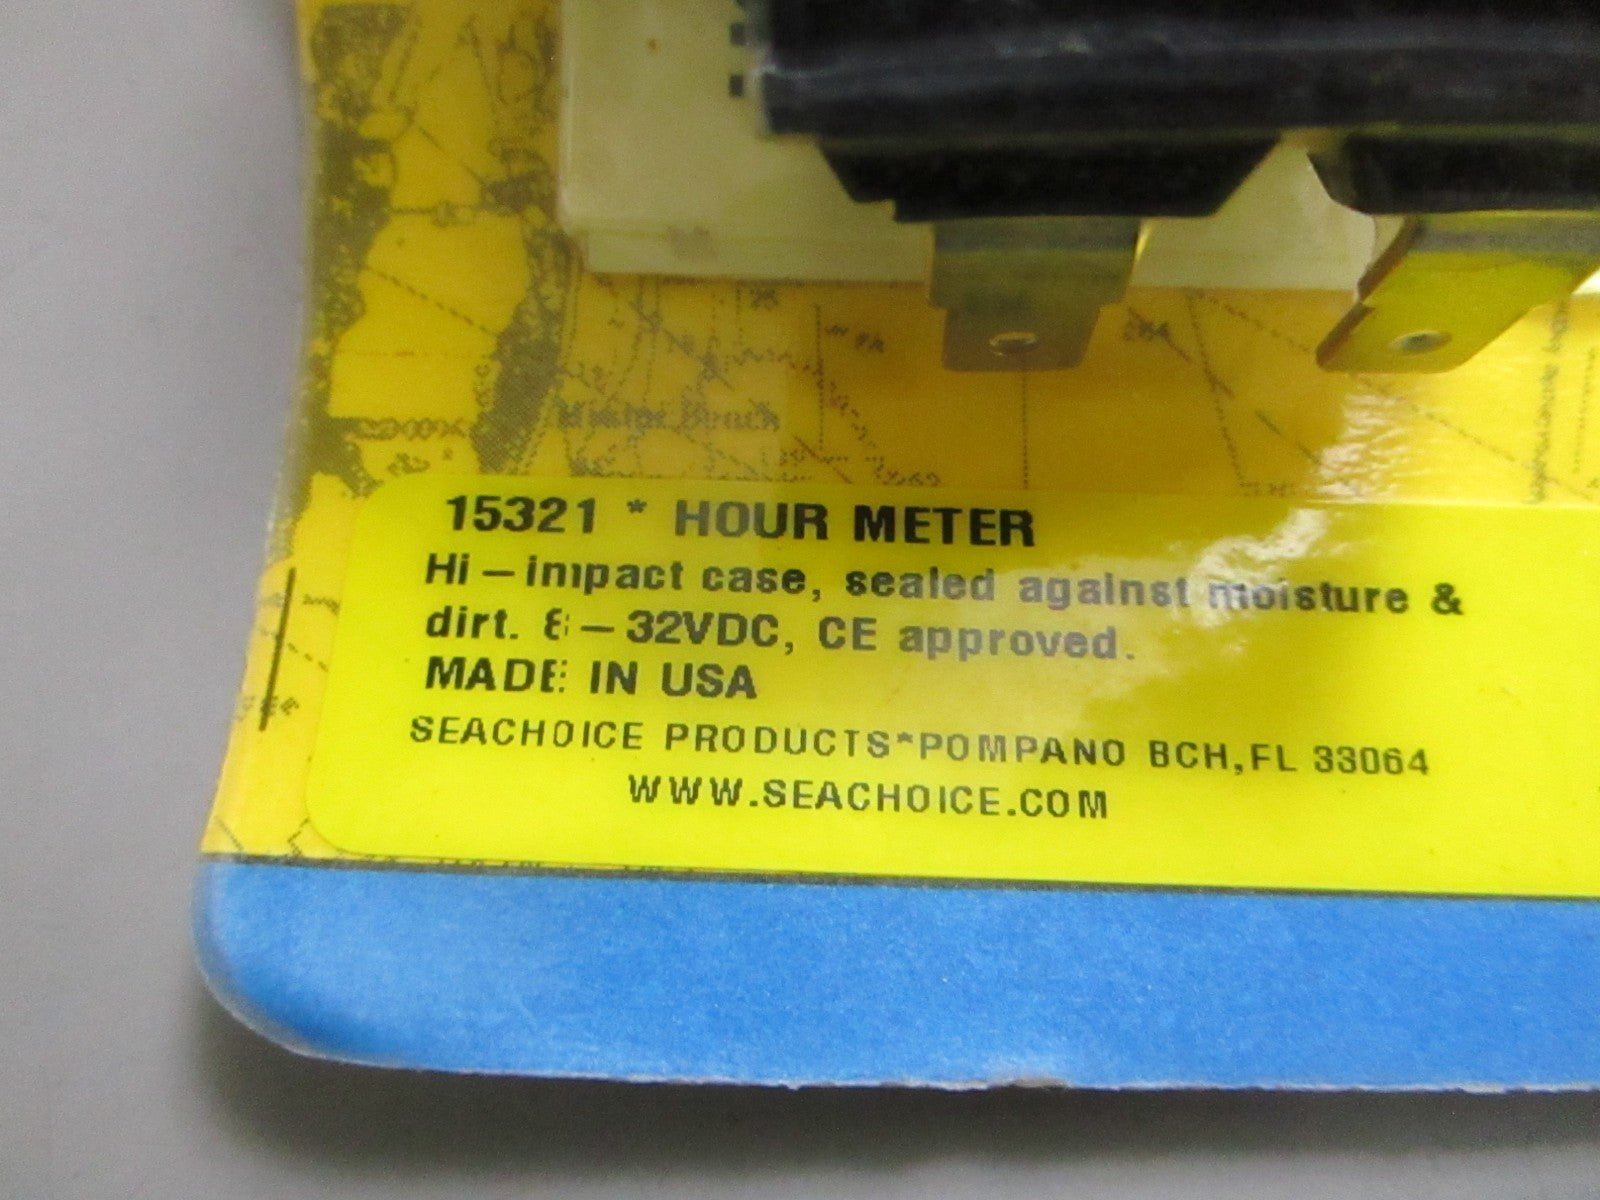 26
15321 * HOUR METER
Hi – impact case, sealed against moisture &
dirt. 8 – 32VDC, CE approved.
MADE IN USA
SEACHOICE PRODUCTS*POMPANO BCH,FL 33064
WWW.SEACHOICE.COM